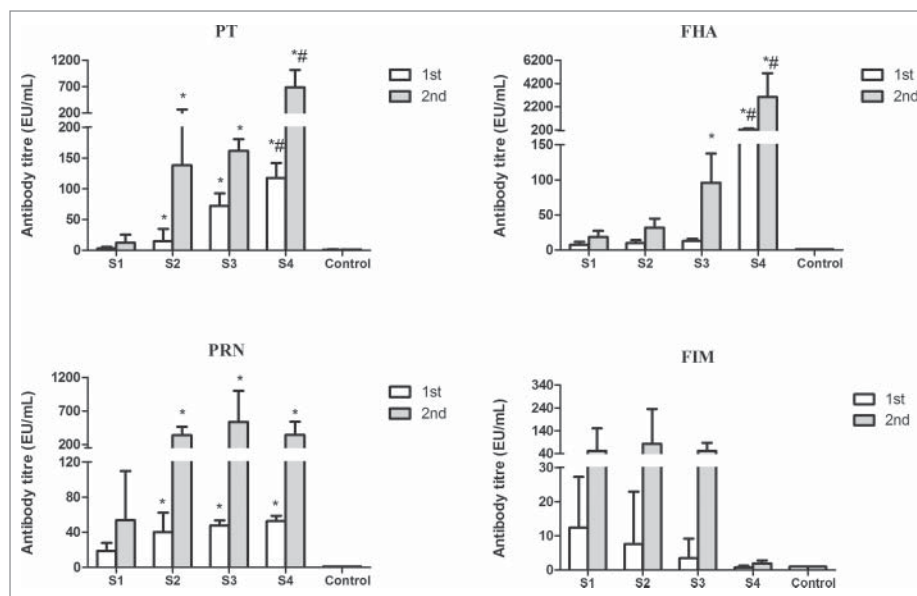 PT
Antibody titre (EU/mL)
1200
700
200
200
150
100
50
0
*
*
*
*
*#
*#
S1 S2 S3 S4 Control
1st
2nd
FHA
Antibody titre (EU/mL)
6200
4200
2200
200
150
100
50
0
*
*#
*#
S1 S2 S3 S4 Control
1st
2nd
PRN
Antibody titre (EU/mL)
1200
700
200
120
80
40
0
*
*
*
*
*
*
S1 S2 S3 S4 Control
1st
2nd
FIM
Antibody titre (EU/mL)
340
240
140
40
30
20
10
0
S1 S2 S3 S4 Control
1st
2nd